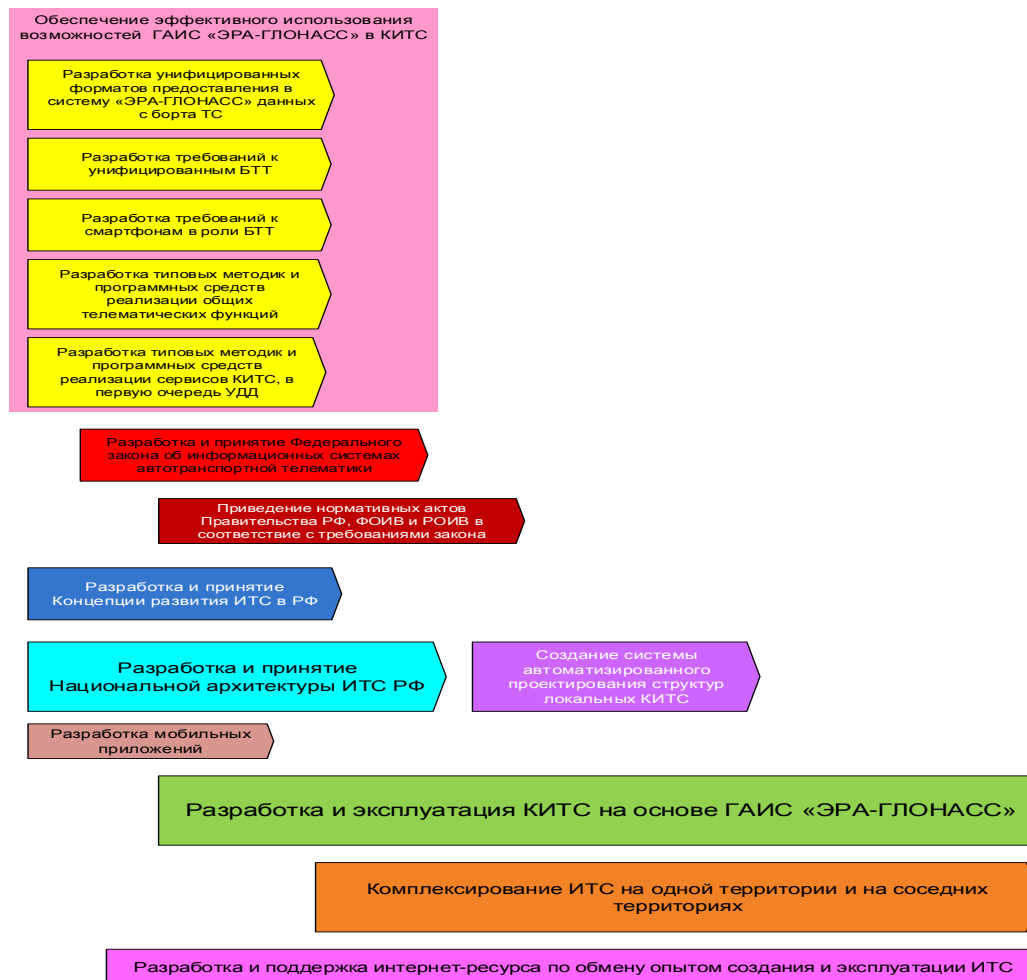 Обеспечение эффективного использования
возможностей ГАИС «ЭРА-ГЛОНАСС» в КИТС
Разработка унифицированных
форматов предоставления в
систему «ЭРА-ГЛОНАСС» данных
с борта ТС
Разработка требований к
унифицированным БТТ
Разработка требований к
смартфонам в роли БТТ
Разработка типовых методик и
программных средств
реализации общих
телематических функций
Разработка типовых методик и
программных средств
реализации сервисов КИТС, в
первую очередь УДД
Разработка и принятие Федерального
закона об информационных системах
автотранспортной телематики
Приведение нормативных актов
Правительства РФ, ФОИВ и РОИВ в
соответствие с требованиями закона
Разработка и принятие
Концепции развития ИТС в РФ
Разработка и принятие
Национальной архитектуры ИТС РФ
Создание системы
автоматизированного
проектирования структур
локальных КИТС
Разработка мобильных
приложений
Разработка и эксплуатация КИТС на основе ГАИС «ЭРА-ГЛОНАСС»
Комплексирование ИТС на одной территории и на соседних
территориях
Разработка и поддержка интернет-ресурса по обмену опытом создания и эксплуатации ИТС